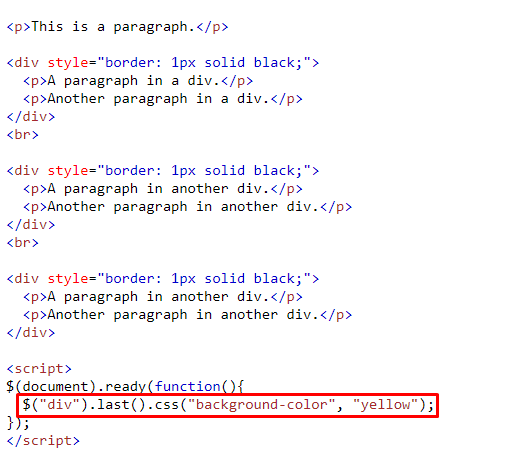 <p>This is a paragraph.</p>
<div style="border: 1px solid black;">
<p>A paragraph in a div.</p>
<p>Another paragraph in a div.</p>
</div>
<br>
<div style="border: 1px solid black;">
<p>A paragraph in another div.</p>
<p>Another paragraph in another div.</p>
</div>
<br>
<div style="border: 1px solid black;">
<p>A paragraph in another div.</p>
<p>Another paragraph in another div.</p>
</div>
<script>
$(document).ready(function(){
$("div").last().css("background-color", "yellow");
});
</script>